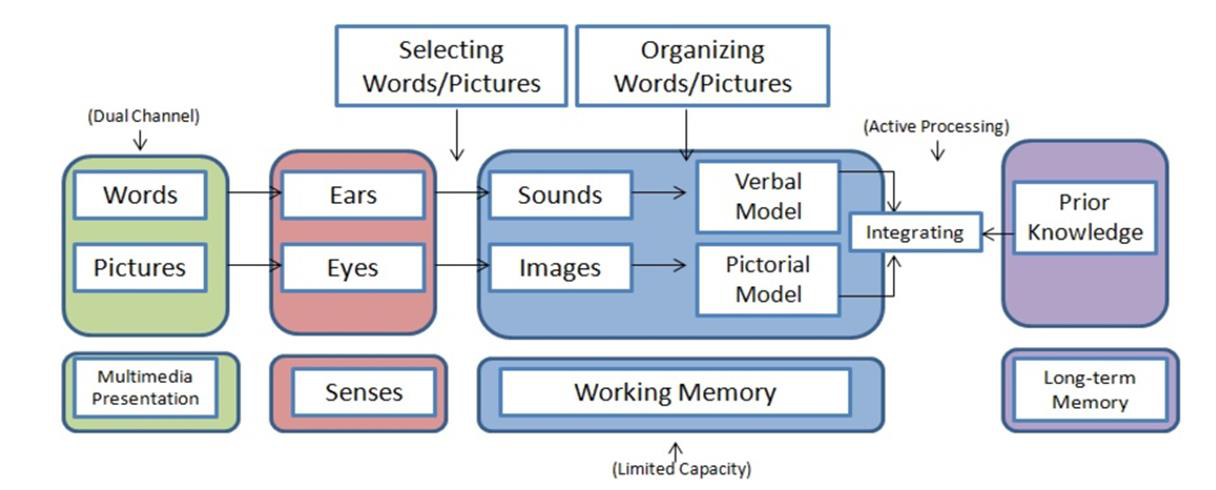 Selecting
Words/Pictures
Organizing
Words/Pictures
(Dual Channel)
(Active Processing)
Words
Ears
Sounds
Verbal
Model
Integrating
Prior
Knowledge
Pictures
Eyes
Images
Pictorial
Model
Multimedia
Presentation
Senses
Working Memory
Long-term
Memory
(Limited Capacity)